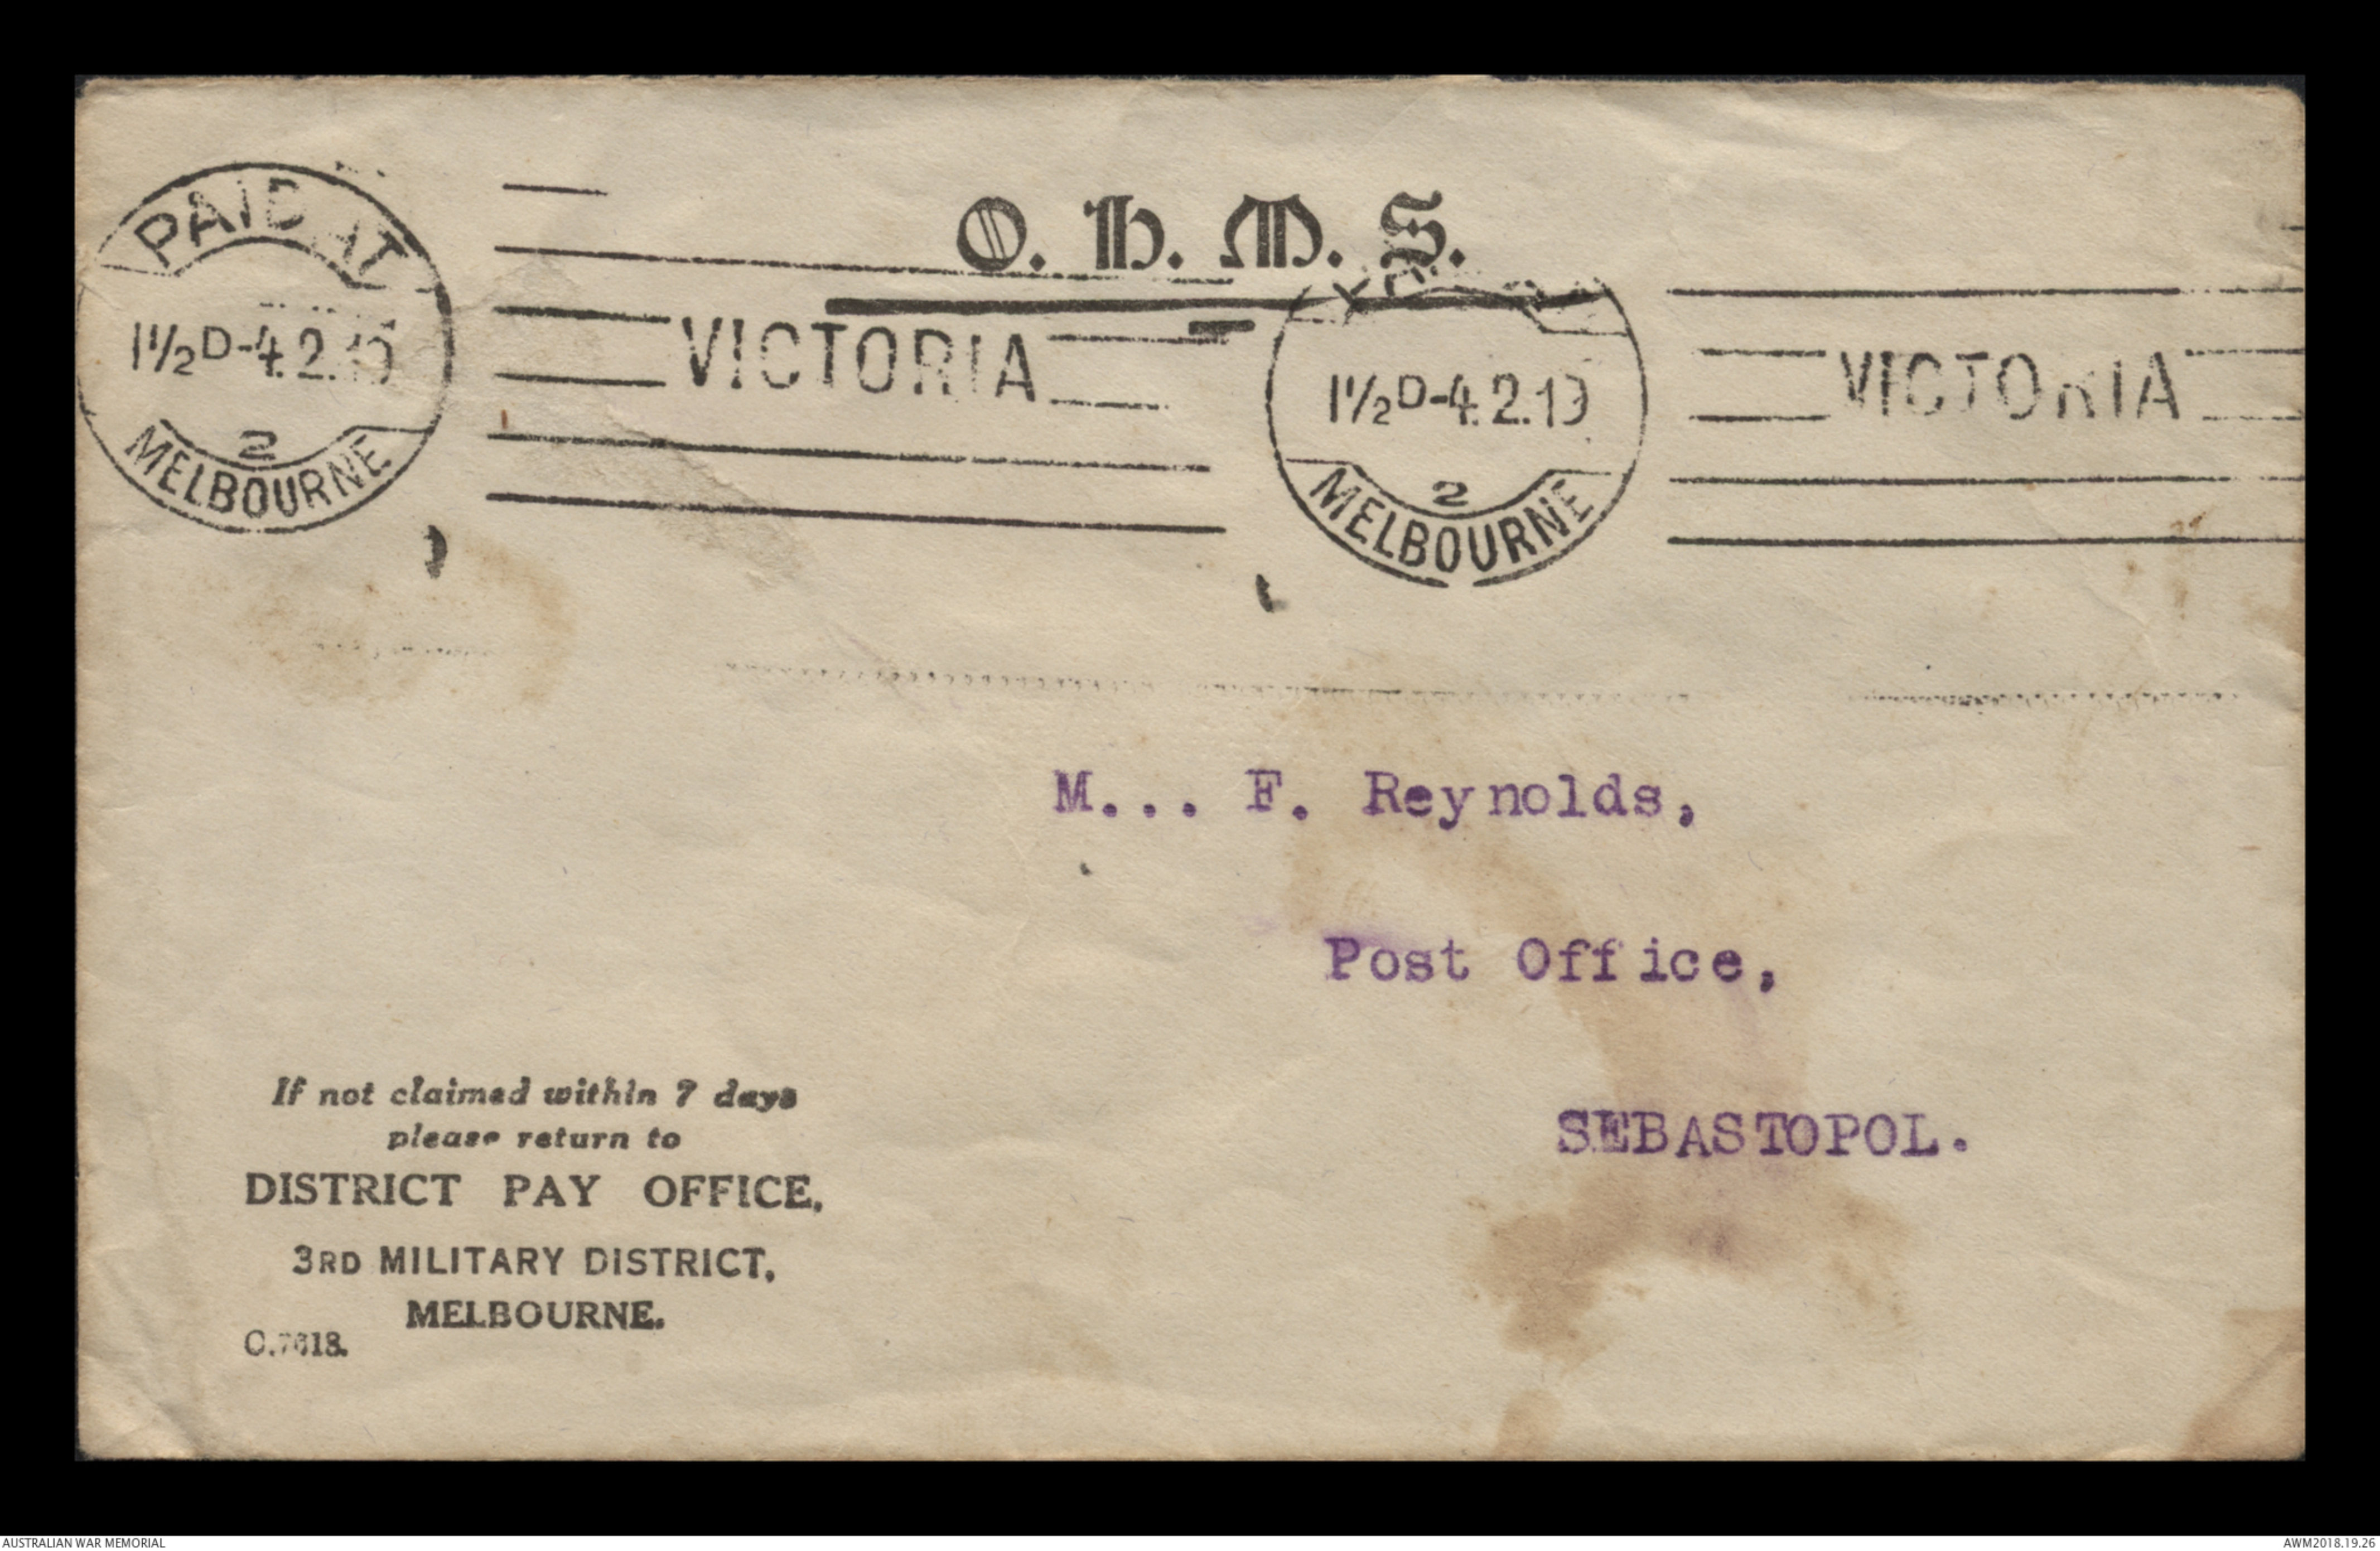 O. H. M. S.
PAID AT
1½D-4.2.19
2
MELBOURNE
VICTORIA
1½D-4.2.19
2
MELBOURNE
VICTORIA
M... F. Reynolds,
Post Office,
SEBASTOPOL.
If not claimed within 7 days
please return to
DISTRICT PAY OFFICE,
3RD MILITARY DISTRICT,
MELBOURNE.
C.7618.
AUSTRALIAN WAR MEMORIAL
AWM2018.19.26